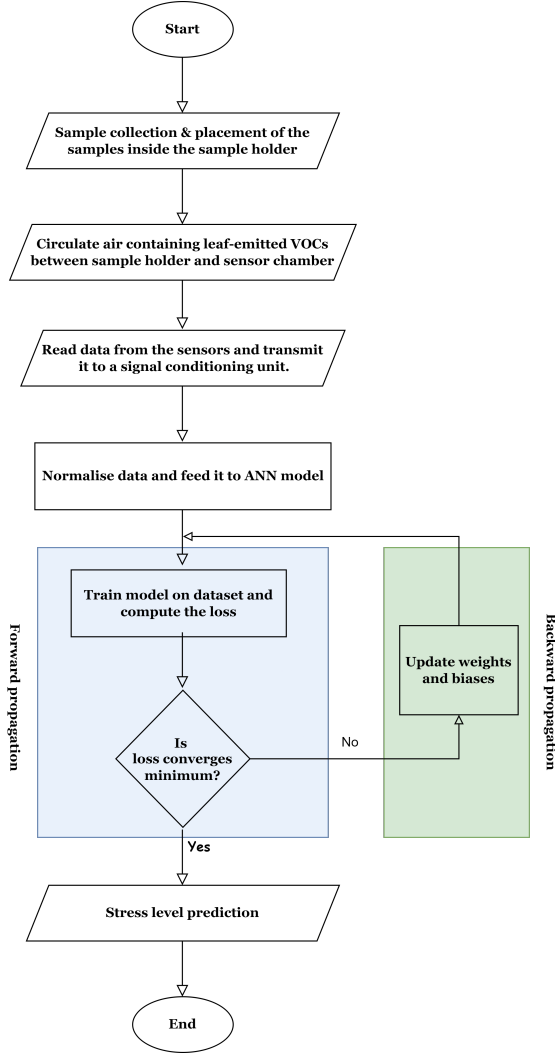 Start
Sample collection & placement of the
samples inside the sample holder
Circulate air containing leaf-emitted VOCs
between sample holder and sensor chamber
Read data from the sensors and transmit
it to a signal conditioning unit.
Normalise data and feed it to ANN model
Forward propagation
Train model on dataset and
compute the loss
Is
loss converges
minimum?
No
Update weights
and biases
Backward propagation
Yes
Stress level prediction
End